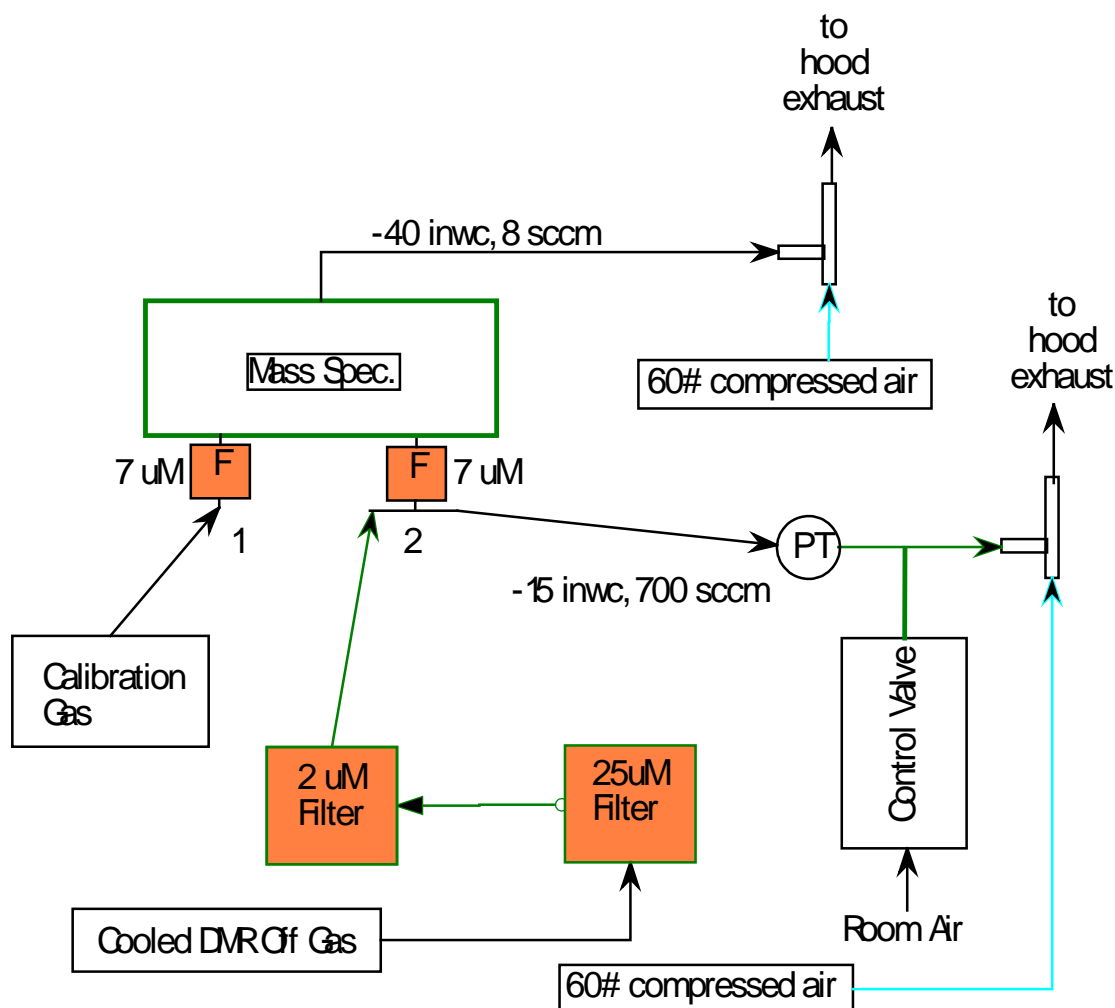 to
hood
exhaust
-40 inwc, 8 sccm
to
hood
exhaust
Mass Spec.
60# compressed air
7 uM
F
F
7 uM
1
2
PT
-15 inwc, 700 sccm
Calibration
Gas
Control Valve
2 uM
Filter
25uM
Filter
Cooled DMR Off Gas
Room Air
60# compressed air